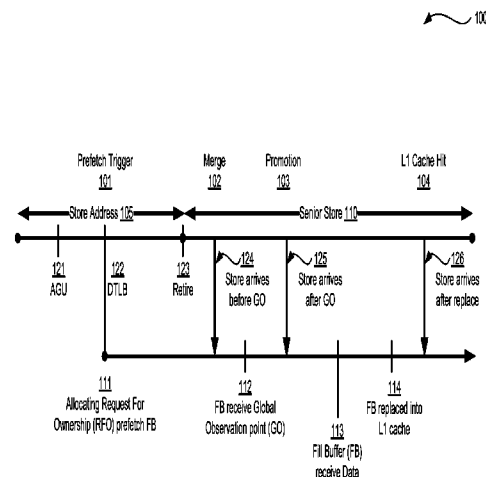 100
Prefetch Trigger
101
Merge
102
Promotion
103
L1 Cache Hit
104
Store Address 105
Senior Store 110
121
AGU
122
DTLB
123
Retire
124
Store arrives
before GO
125
Store arrives
after GO
126
Store arrives
after replace
111
Allocating Request For
Ownership (RFO) prefetch FB
112
FB receive Global
Observation point (GO)
113
Fill Buffer (FB)
receive Data
114
FB replaced into
L1 cache